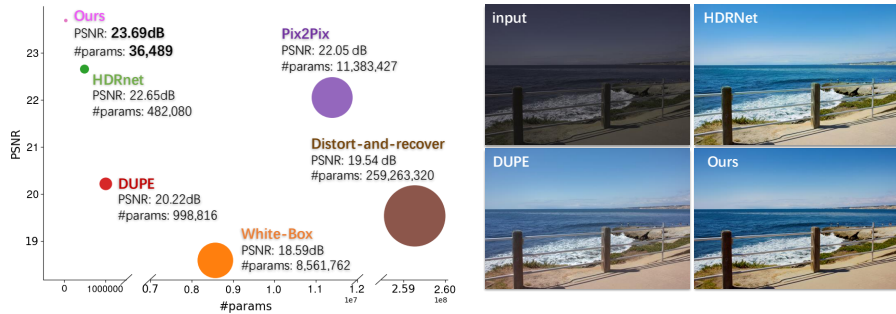 Ours
PSNR: 23.69dB
#params: 36,489
HDRnet
PSNR: 22.65dB
#params: 482,080
Pix2Pix
PSNR: 22.05 dB
#params: 11,383,427
Distort-and-recover
PSNR: 19.54 dB
#params: 259,263,320
DUPE
PSNR: 20.22dB
#params: 998,816
White-Box
PSNR: 18.59dB
#params: 8,561,762
PSNR
23
22
21
20
19
0 1000000 0.7 0.8 0.9 1.0 1.1 1.2 2.59 2.60
1e7 1e8
#params
input
HDRNet
DUPE
Ours